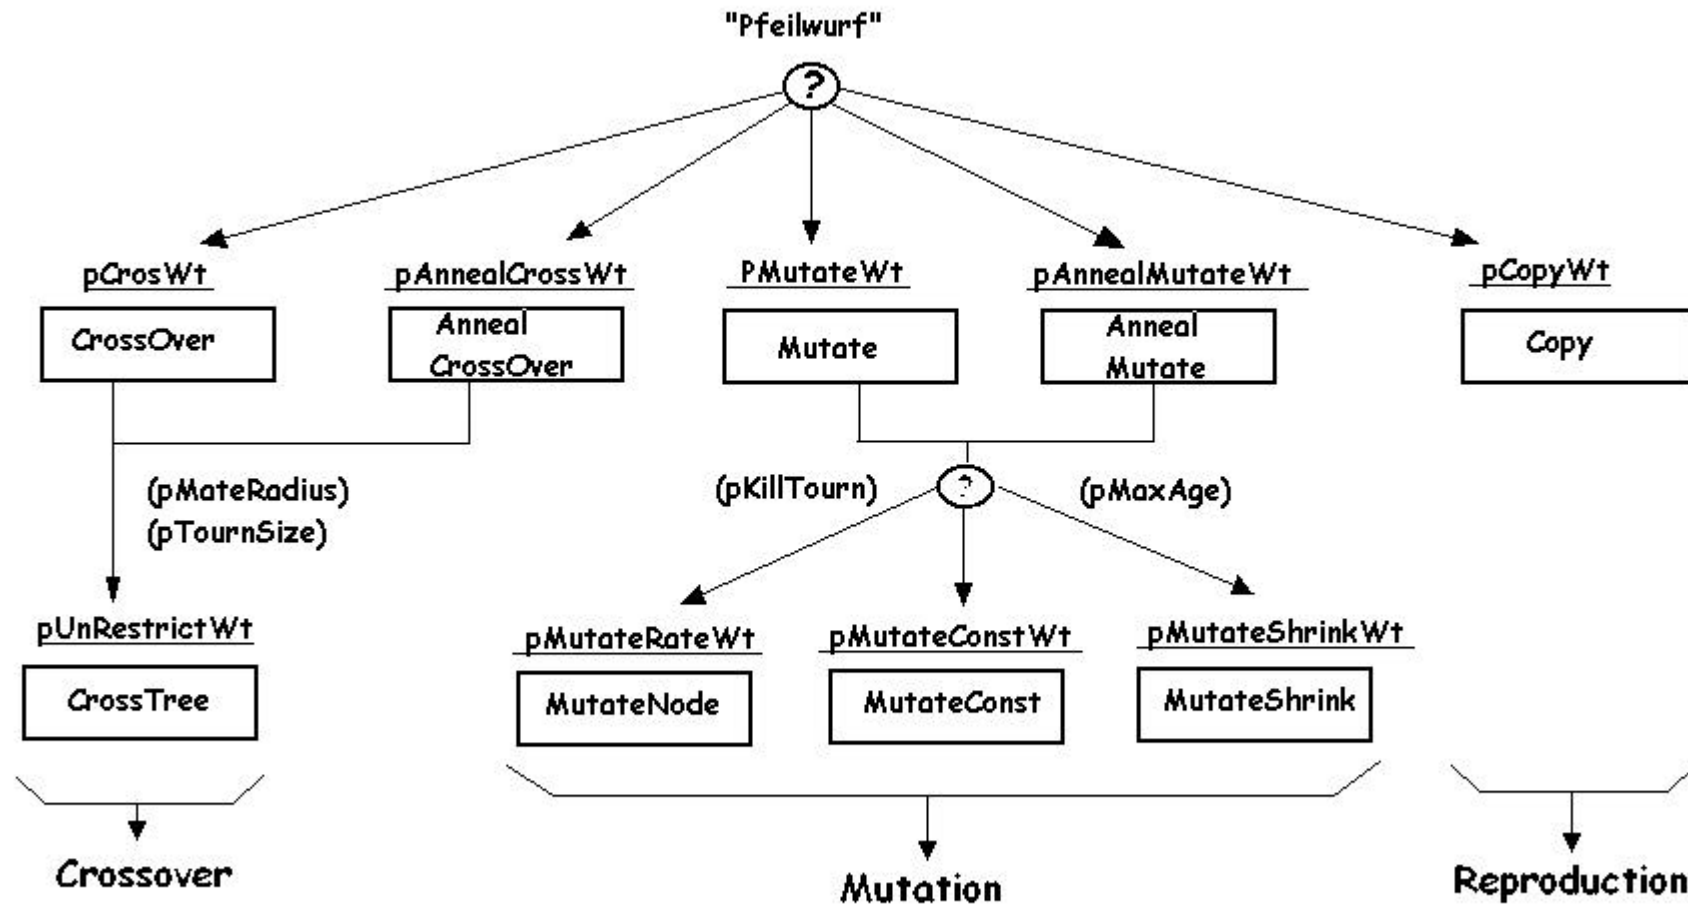 "Pfeilwurf"
?
pCrosWt
pAnnealCrossWt
PMutateWt
pAnnealMutateWt
pCopyWt
CrossOver
Anneal
CrossOver
Mutate
Anneal
Mutate
Copy
(pMateRadius)
(pTournSize)
(pKillTourn)
?
(pMaxAge)
pUnRestrictWt
pMutateRateWt
pMutateConstWt
pMutateShrinkWt
CrossTree
MutateNode
MutateConst
MutateShrink
Crossover
Mutation
Reproduction